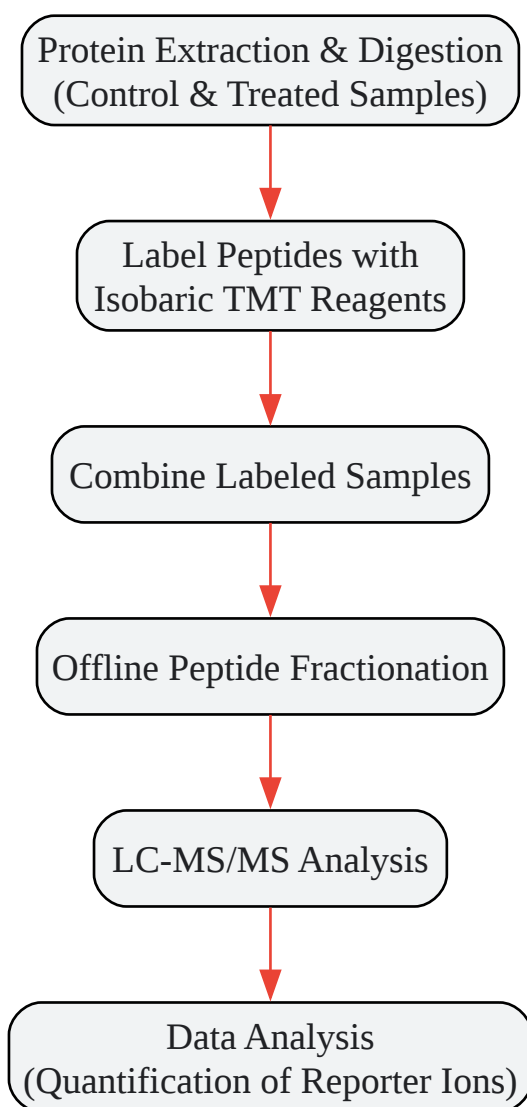 Protein Extraction & Digestion
(Control & Treated Samples)
Label Peptides with
Isobaric TMT Reagents
Combine Labeled Samples
Offline Peptide Fractionation
LC-MS/MS Analysis
Data Analysis
(Quantification of Reporter Ions)